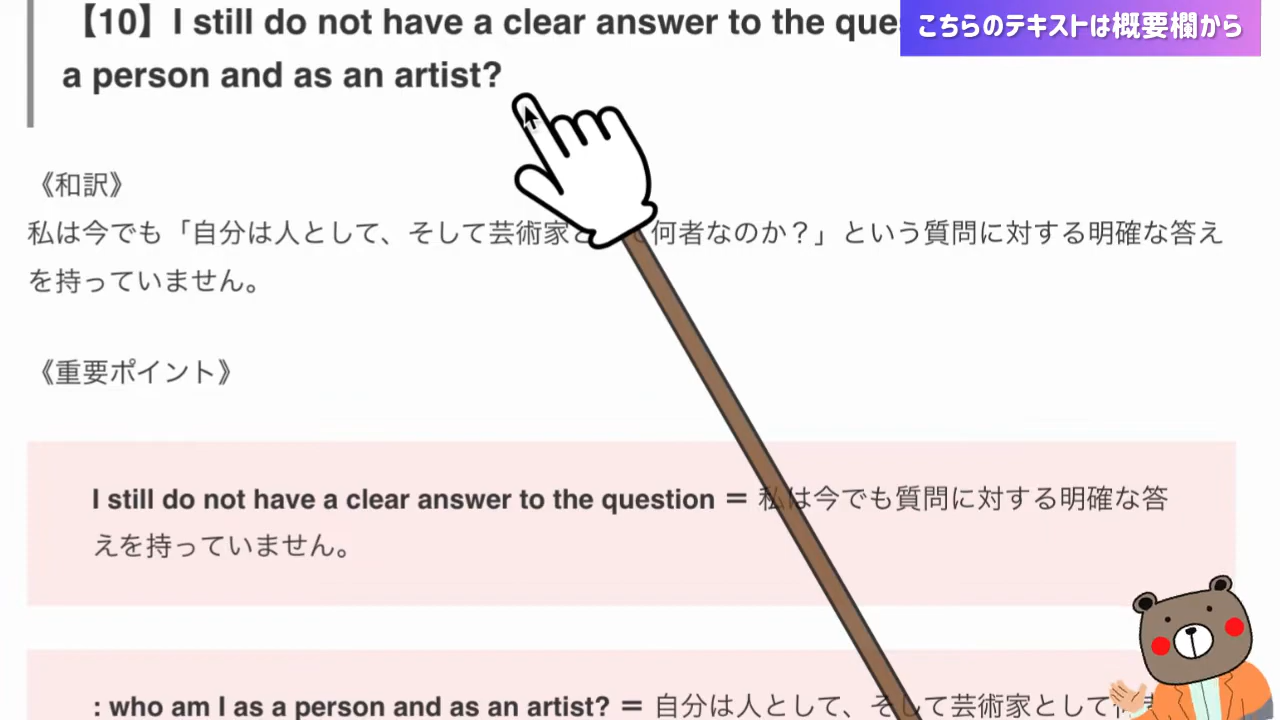 【10】I still do not have a clear answer to the
こちらのテキストは概要欄から
a person and as an artist?
《和訳》
私は今でも「自分は人として、そして芸術家 何者なのか？」という質問に対する明確な答え
を持っていません。
《重要ポイント》
I still do not have a clear answer to the question ＝ 私は今でも質問に対する明確な答
えを持っていません。
: who am I as a person and as an artist? ＝ 自分は人として、そして芸術家として